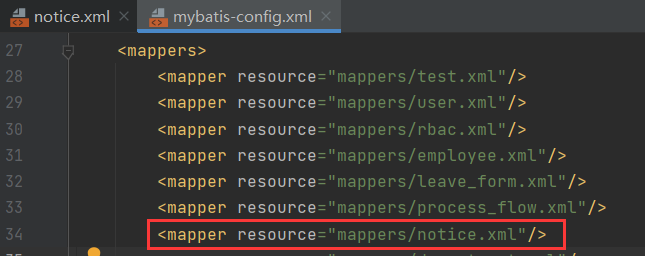 notice.xml
mybatis-config.xml
27 <mappers>
28 <mapper resource="mappers/test.xml"/>
29 <mapper resource="mappers/user.xml"/>
30 <mapper resource="mappers/rbac.xml"/>
31 <mapper resource="mappers/employee.xml"/>
32 <mapper resource="mappers/leave_form.xml"/>
33 <mapper resource="mappers/process_flow.xml"/>
34 <mapper resource="mappers/notice.xml"/>